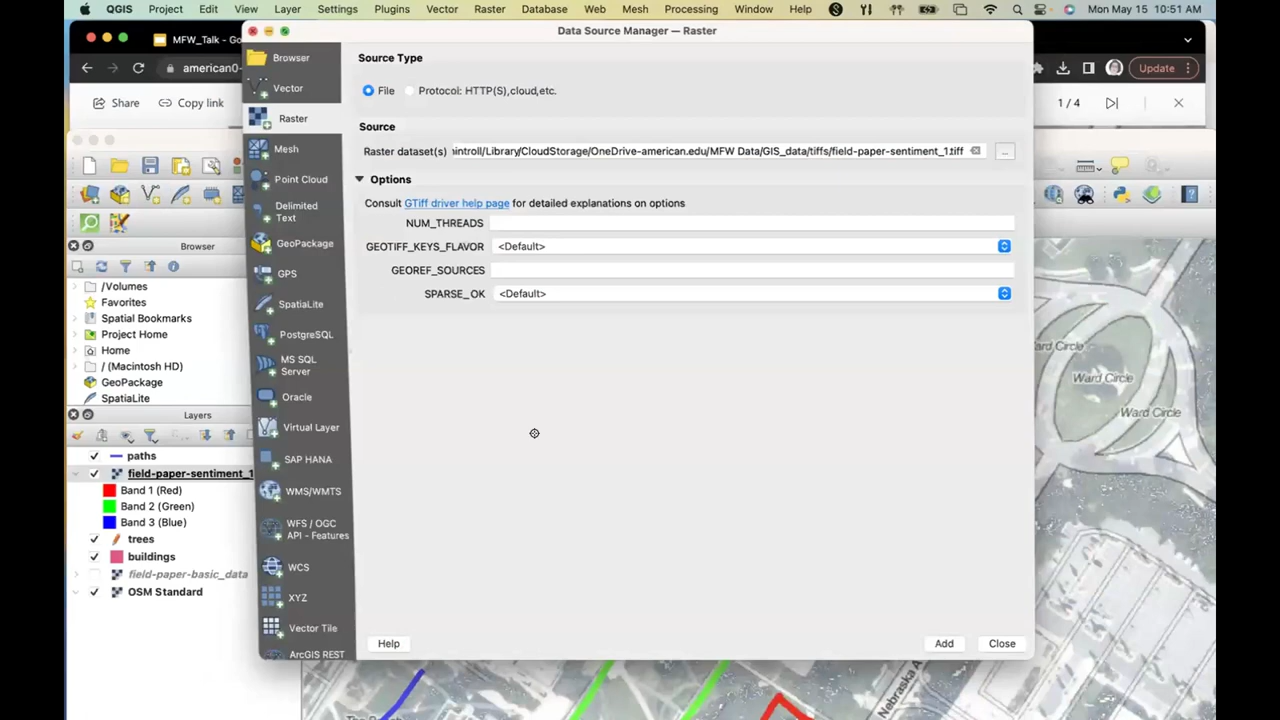 QGIS Project Edit View Layer Settings Plugins Vector Raster Database Web Mesh Processing Window Help Mon May 15 10:51 AM
MFW_Talk - Go
Data Source Manager — Raster
american0-
Update
Share Copy link
1 / 4
Browser
Vector
Raster
Mesh
Point Cloud
Delimited
Text
GeoPackage
GPS
SpatiaLite
PostgreSQL
MS SQL
Server
Oracle
Virtual Layer
SAP HANA
WMS/WMTS
WFS / OGC
API - Features
WCS
XYZ
Vector Tile
ArcGIS REST
Source Type
File Protocol: HTTP(S),cloud,etc.
Source
Raster dataset(s) iintroll/Library/CloudStorage/OneDrive-american.edu/MFW Data/GIS_data/tiffs/field-paper-sentiment_1.tiff ...
Options
Consult GTiff driver help page for detailed explanations on options
NUM_THREADS
GEOTIFF_KEYS_FLAVOR <Default>
GEOREF_SOURCES
SPARSE_OK <Default>
Help Add Close
Browser
/Volumes
Favorites
Spatial Bookmarks
Project Home
Home
/ (Macintosh HD)
GeoPackage
SpatiaLite
Layers
paths
field-paper-sentiment_1
Band 1 (Red)
Band 2 (Green)
Band 3 (Blue)
trees
buildings
field-paper-basic_data
OSM Standard
Ward Circle
Ward Circle
Ward Circle
Nebraska A